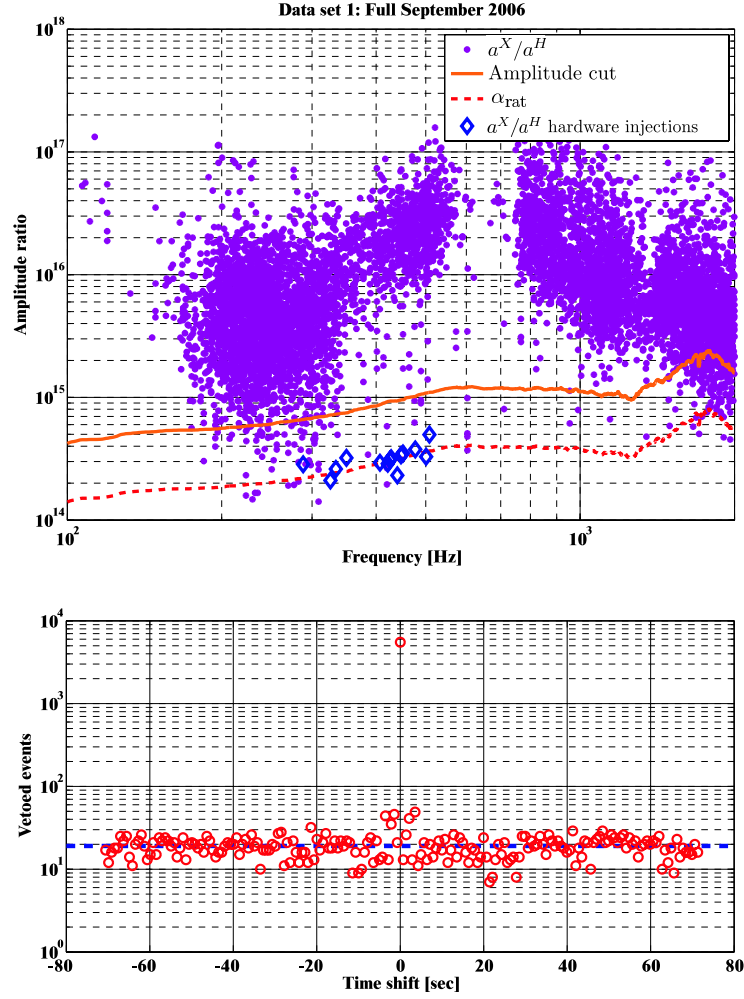 Data set 1: Full September 2006
10^18
10^17
10^16
10^15
10^14
Amplitude ratio
a^X/a^H
Amplitude cut
α_rat
a^X/a^H hardware injections
10^2
10^3
Frequency [Hz]
10^4
10^3
10^2
10^1
10^0
Vetoed events
-80 -60 -40 -20 0 20 40 60 80
Time shift [sec]